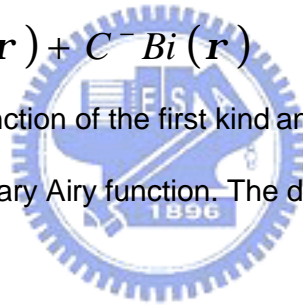 r) + C⁻ Bi (r)
nction of the first kind an
ary Airy function. The d
E S
1896